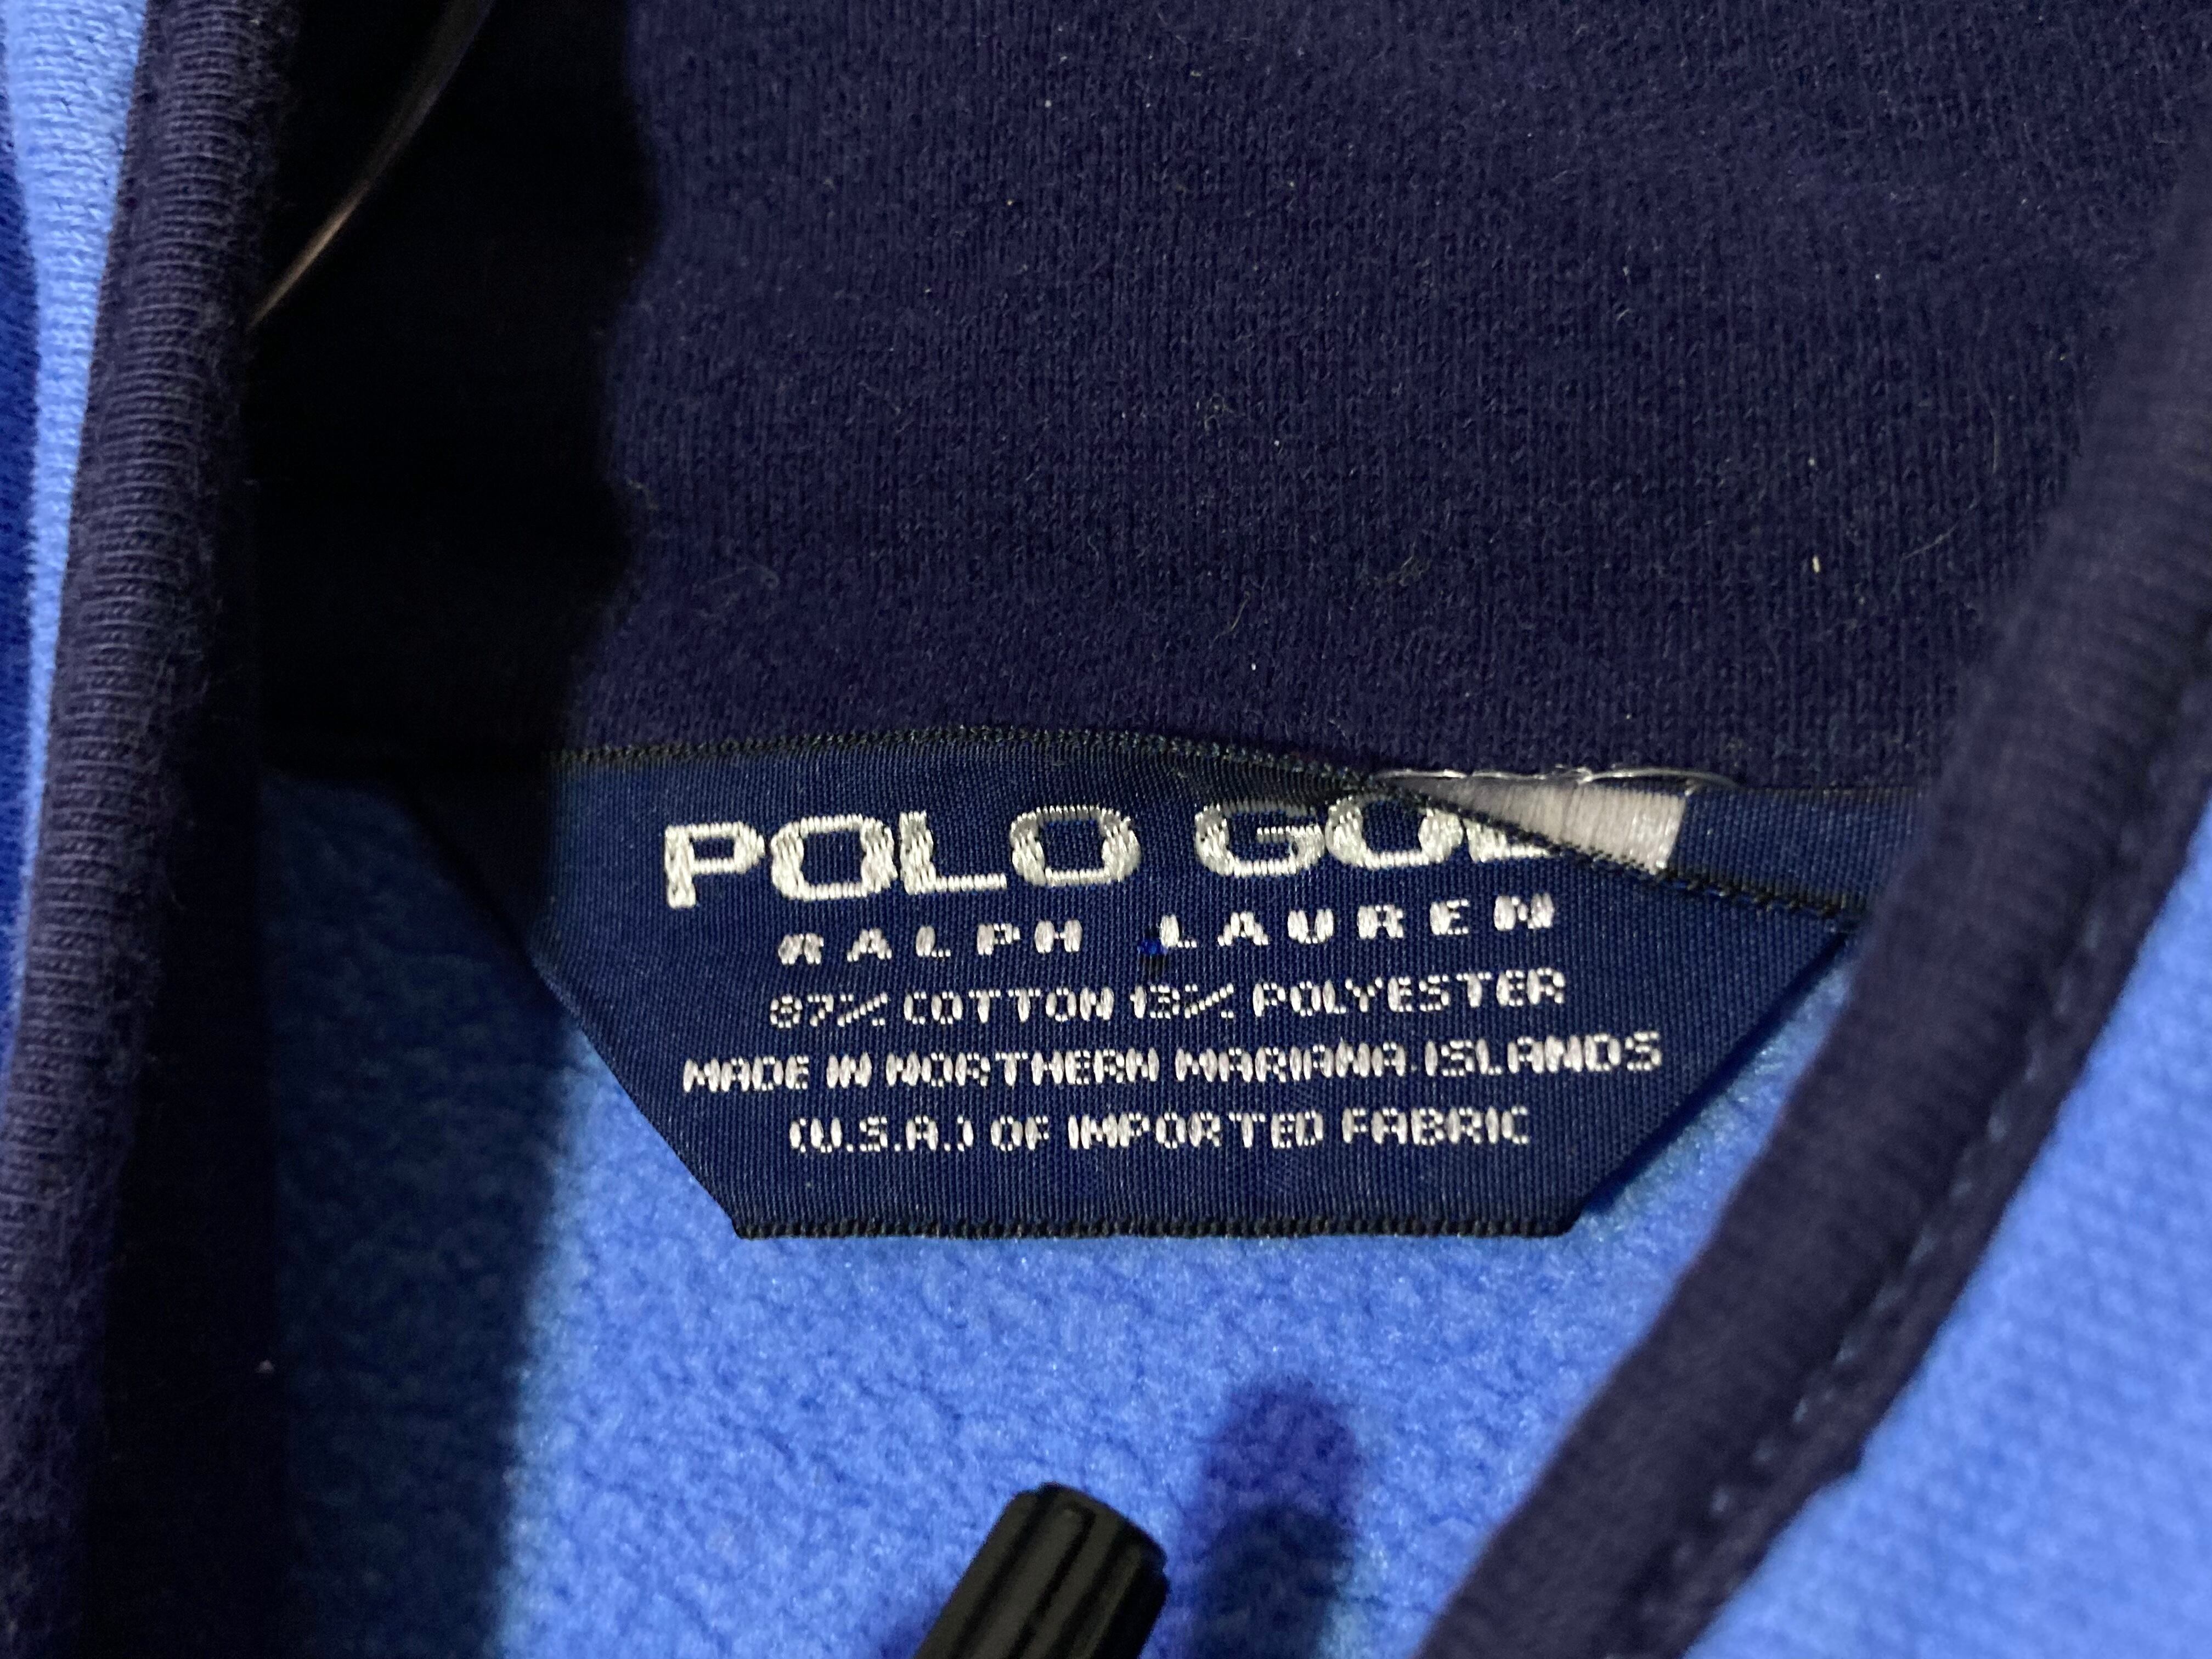 POLO GOL
RALPH LAUREN
87% COTTON 13% POLYESTER
MADE IN NORTHERN MARIANA ISLANDS
(U.S.A.) OF IMPORTED FABRIC